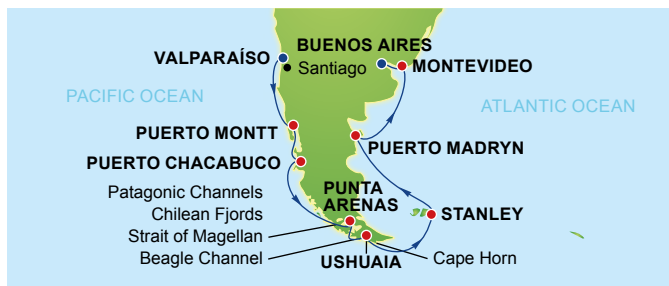 BUENOS AIRES
VALPARAÍSO
Santiago
MONTEVIDEO
PACIFIC OCEAN
ATLANTIC OCEAN
PUERTO MONTT
PUERTO MADRYN
PUERTO CHACABUCO
Patagonic Channels
PUNTA
ARENAS
Chilean Fjords
STANLEY
Strait of Magellan
Beagle Channel
USHUAIA
Cape Horn